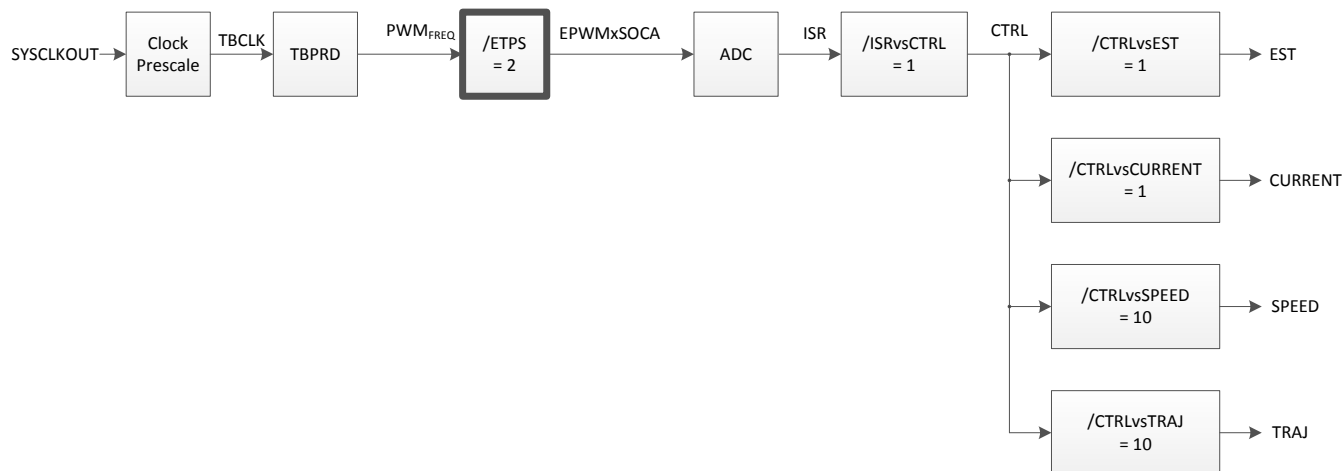 SYSCLKOUT
Clock
Prescale
TBCLK
TBPRD
PWMFREQ
/ETPS
= 2
EPWMxSOCA
ADC
ISR
/ISRvsCTRL
= 1
CTRL
/CTRLvsEST
= 1
EST
/CTRLvsCURRENT
= 1
CURRENT
/CTRLvsSPEED
= 10
SPEED
/CTRLvsTRAJ
= 10
TRAJ